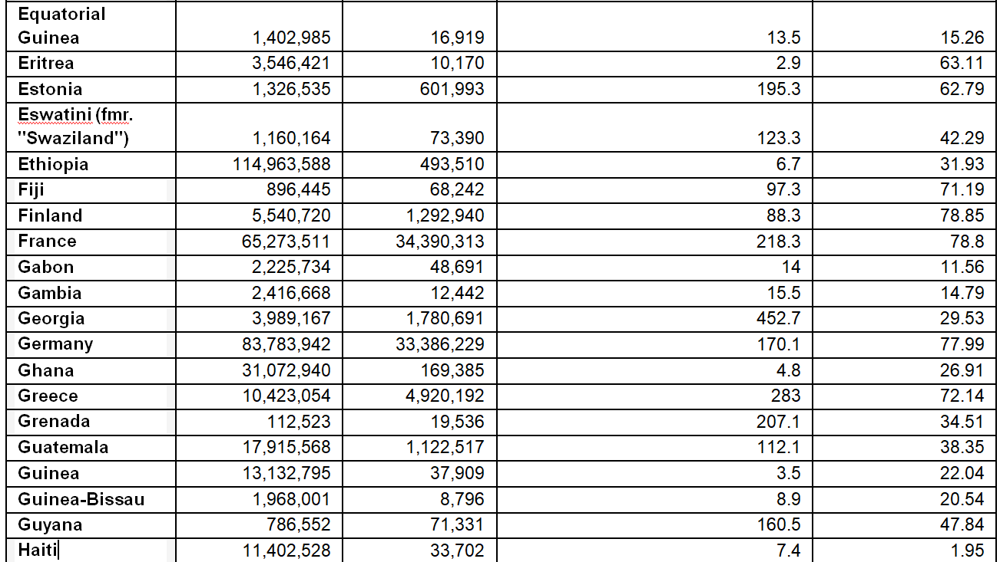 Equatorial
Guinea 1,402,985 16,919 13.5 15.26
Eritrea 3,546,421 10,170 2.9 63.11
Estonia 1,326,535 601,993 195.3 62.79
Eswatini (fmr.
"Swaziland") 1,160,164 73,390 123.3 42.29
Ethiopia 114,963,588 493,510 6.7 31.93
Fiji 896,445 68,242 97.3 71.19
Finland 5,540,720 1,292,940 88.3 78.85
France 65,273,511 34,390,313 218.3 78.8
Gabon 2,225,734 48,691 14 11.56
Gambia 2,416,668 12,442 15.5 14.79
Georgia 3,989,167 1,780,691 452.7 29.53
Germany 83,783,942 33,386,229 170.1 77.99
Ghana 31,072,940 169,385 4.8 26.91
Greece 10,423,054 4,920,192 283 72.14
Grenada 112,523 19,536 207.1 34.51
Guatemala 17,915,568 1,122,517 112.1 38.35
Guinea 13,132,795 37,909 3.5 22.04
Guinea-Bissau 1,968,001 8,796 8.9 20.54
Guyana 786,552 71,331 160.5 47.84
Haiti 11,402,528 33,702 7.4 1.95